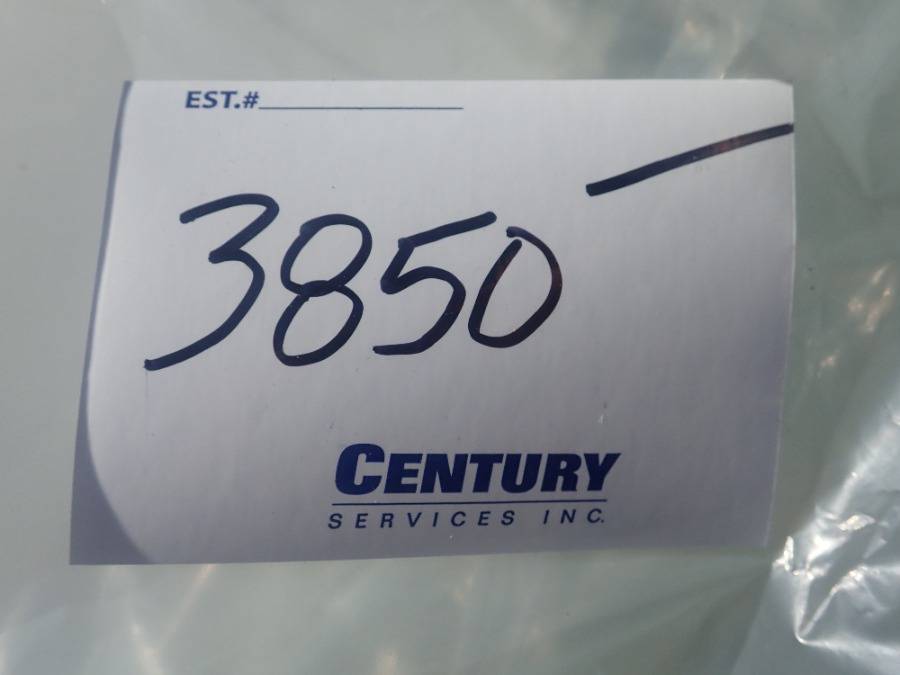 EST.#
3850 —
CENTURY
SERVICES INC.